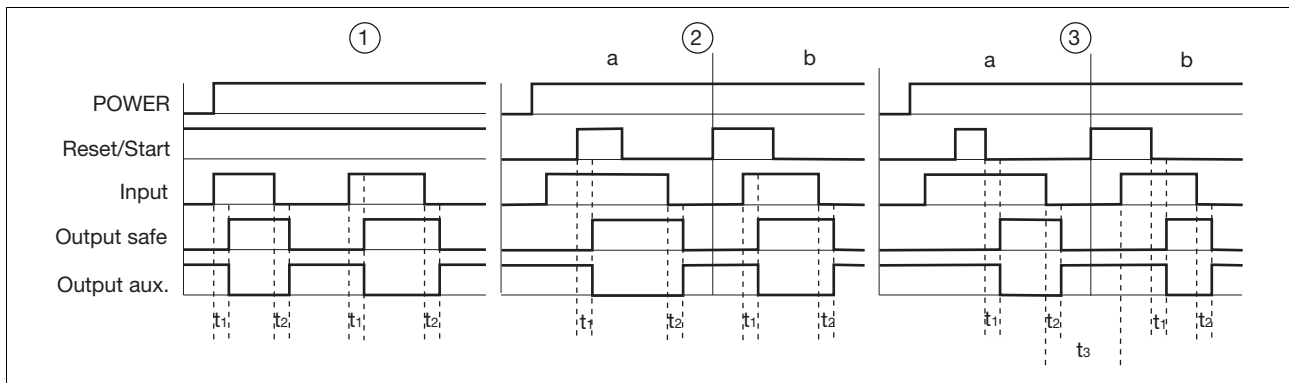 ① ② ③
a b a b
POWER
Reset/Start
Input
Output safe
Output aux.
t1 t2 t1 t2 t1 t2 t1 t2 t1 t2 t1 t2
t3